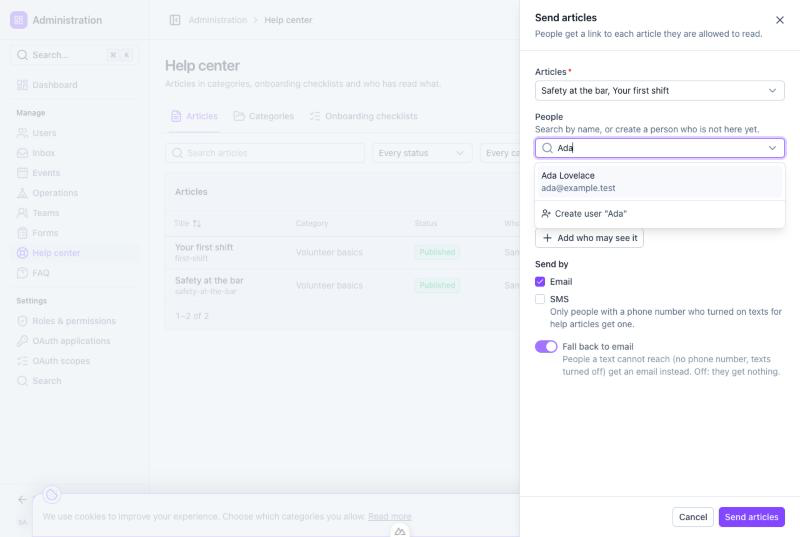 Administration
Search...
⌘ K
Dashboard
Manage
Users
Inbox
Events
Operations
Teams
Forms
Help center
FAQ
Settings
Roles & permissions
OAuth applications
OAuth scopes
Search
Administration > Help center
Help center
Articles in categories, onboarding checklists and who has read what.
Articles
Categories
Onboarding checklists
Search articles
Every status
Every ca
Articles
Title
Category
Status
Who
Your first shift
first-shift
Volunteer basics
Published
San
Safety at the bar
safety-at-the-bar
Volunteer basics
Published
San
1–2 of 2
SA
We use cookies to improve your experience. Choose which categories you allow. Read more
Send articles
People get a link to each article they are allowed to read.
Articles*
Safety at the bar, Your first shift
People
Search by name, or create a person who is not here yet.
Ada
Ada Lovelace
ada@example.test
Create user "Ada"
Add who may see it
Send by
Email
SMS
Only people with a phone number who turned on texts for
help articles get one.
Fall back to email
People a text cannot reach (no phone number, texts
turned off) get an email instead. Off: they get nothing.
Cancel
Send articles